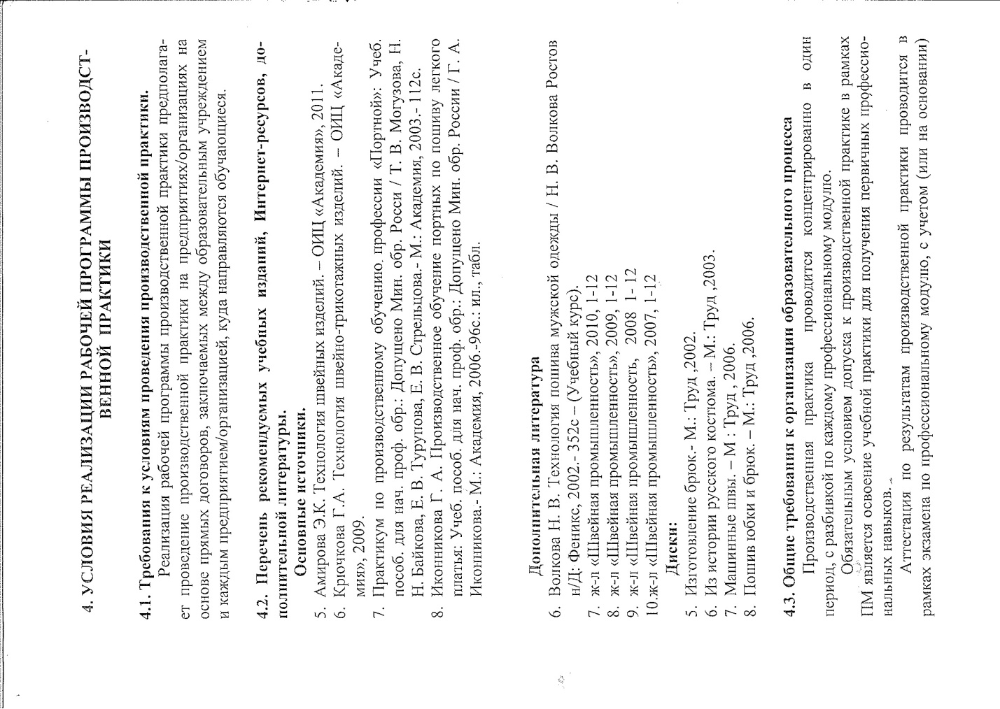 4. УСЛОВИЯ РЕАЛИЗАЦИИ РАБОЧЕЙ ПРОГРАММЫ ПРОИЗВОДСТ-
ВЕННОЙ ПРАКТИКИ
4.1. Требования к условиям проведения производственной практики.
Реализация рабочей программы производственной практики предполага-
ет проведение производственной практики на предприятиях/организациях на
основе прямых договоров, заключаемых между образовательным учреждением
и каждым предприятием/организацией, куда направляются обучающиеся.
4.2. Перечень рекомендуемых учебных изданий, Интернет-ресурсов, до-
полнительной литературы.
Основные источники.
5. Амирова Э.К. Технология швейных изделий. – ОИЦ «Академия», 2011.
6. Крючкова Г.А. Технология швейно-трикотажных изделий. – ОИЦ «Акаде-
мия», 2009.
7. Практикум по производственному обучению профессии «Портной»: Учеб.
пособ. для нач. проф. обр.: Допущено Мин. обр. Росси / Т. В. Могузова, Н.
Н. Байкова, Е. В. Турупова, Е. В. Стрельцова.- М.: Академия, 2003.- 112с.
8. Иконникова Г. А. Производственное обучение портных по пошиву легкого
платья: Учеб. пособ. для нач. проф. обр.: Допущено Мин. обр. России / Г. А.
Иконникова.- М.: Академия, 2006.-96с.: ил., табл.
Дополнительная литература
6. Волкова Н. В. Технология пошива мужской одежды / Н. В. Волкова Ростов
н/Д: Феникс, 2002.- 352с – (Учебный курс).
7. ж-л «Швейная промышленность», 2010, 1-12
8. ж-л «Швейная промышленность», 2009, 1-12
9. ж-л «Швейная промышленность, 2008 1- 12
10.ж-л «Швейная промышленность», 2007, 1-12
Диски:
5. Изготовление брюк.- М.: Труд ,2002.
6. Из истории русского костюма. – М.: Труд ,2003.
7. Машинные швы. – М : Труд , 2006.
8. Пошив юбки и брюк. – М.: Труд ,2006.
4.3. Общие требования к организации образовательного процесса
Производственная практика проводится концентрированно в один
период, с разбивкой по каждому профессиональному модулю.
Обязательным условием допуска к производственной практике в рамках
ПМ является освоение учебной практики для получения первичных профессио-
нальных навыков.
Аттестация по результатам производственной практики проводится в
рамках экзамена по профессиональному модулю, с учетом (или на основании)